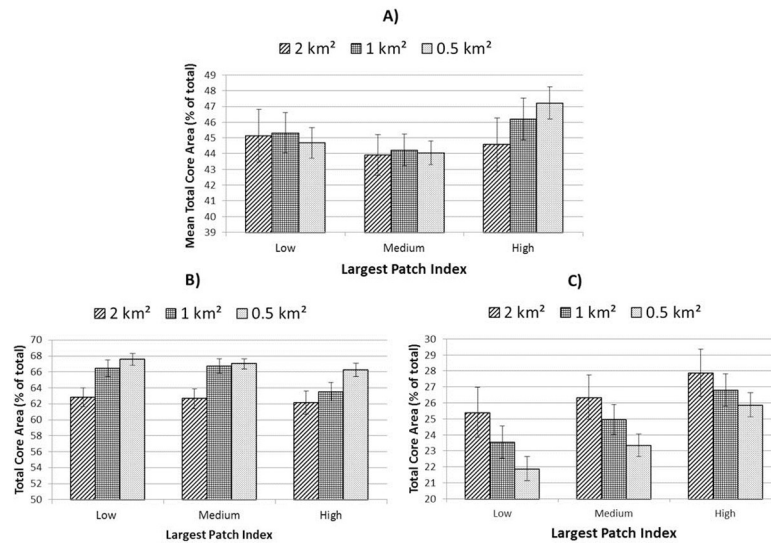 A)
2 km² 1 km² 0.5 km²
Mean Total Core Area (% of total)
49
48
47
46
45
44
43
42
41
40
39
Low Medium High
Largest Patch Index
B)
2 km² 1 km² 0.5 km²
Total Core Area (% of total)
70
68
66
64
62
60
58
56
54
52
50
Low Medium High
Largest Patch Index
C)
2 km² 1 km² 0.5 km²
Total Core Area (% of total)
30
29
28
27
26
25
24
23
22
21
20
Low Medium High
Largest Patch Index